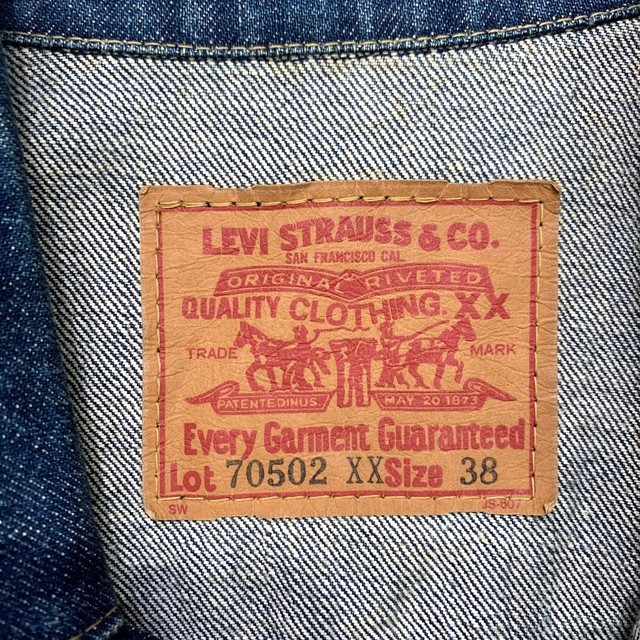 LEVI STRAUSS & CO.
SAN FRANCISCO CAL.
ORIGINAL RIVETED
QUALITY CLOTHING. XX
TRADE MARK
PATENTED IN U.S. MAY 20 1873
Every Garment Guaranteed
Lot 70502 XX Size 38
SW JS-807